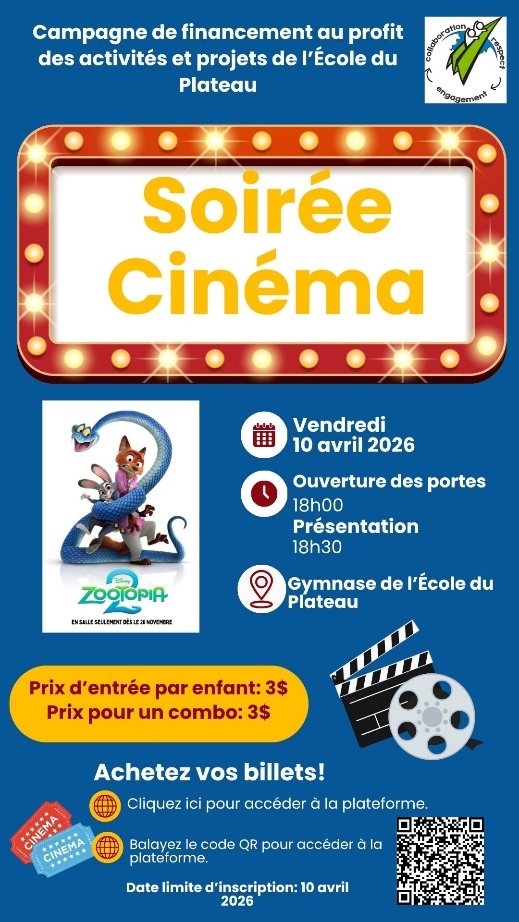 Campagne de financement au profit
des activités et projets de l'École du
Plateau
collaboration
respect
engagement
Soirée
Cinéma
Vendredi
10 avril 2026
Ouverture des portes
18h00
Présentation
18h30
Gymnase de l'École du
Plateau
Disney
ZOOTOPIA
2
EN SALLE SEULEMENT DÈS LE 26 NOVEMBRE
Prix d'entrée par enfant: 3$
Prix pour un combo: 3$
Achetez vos billets!
Cliquez ici pour accéder à la plateforme.
Balayez le code QR pour accéder à la
plateforme.
CINEMA
CINEMA
Date limite d'inscription: 10 avril
2026